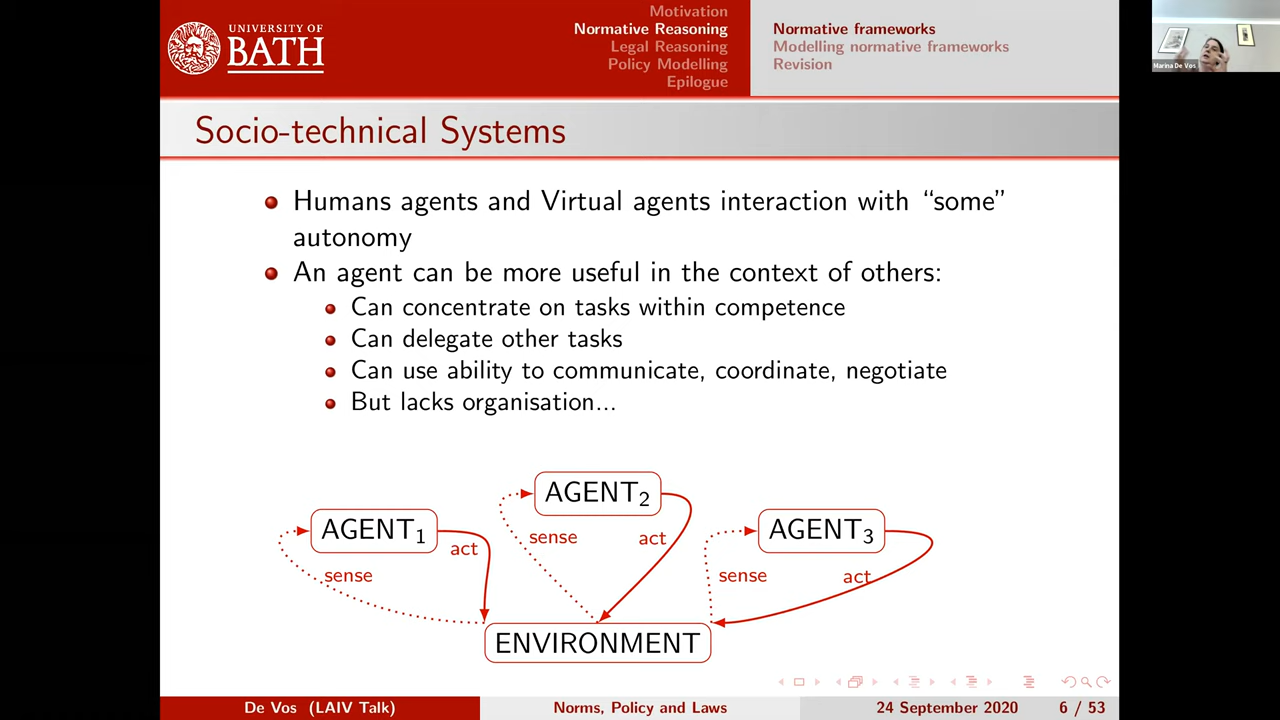 UNIVERSITY OF
BATH
Motivation
Normative Reasoning
Legal Reasoning
Policy Modelling
Epilogue
Normative frameworks
Modelling normative frameworks
Revision
Marina De Vos
Socio-technical Systems
Humans agents and Virtual agents interaction with “some”
autonomy
An agent can be more useful in the context of others:
Can concentrate on tasks within competence
Can delegate other tasks
Can use ability to communicate, coordinate, negotiate
But lacks organisation...
AGENT2
AGENT1
AGENT3
sense
act
act
sense
sense
act
ENVIRONMENT
De Vos (LAIV Talk)
Norms, Policy and Laws
24 September 2020
6 / 53